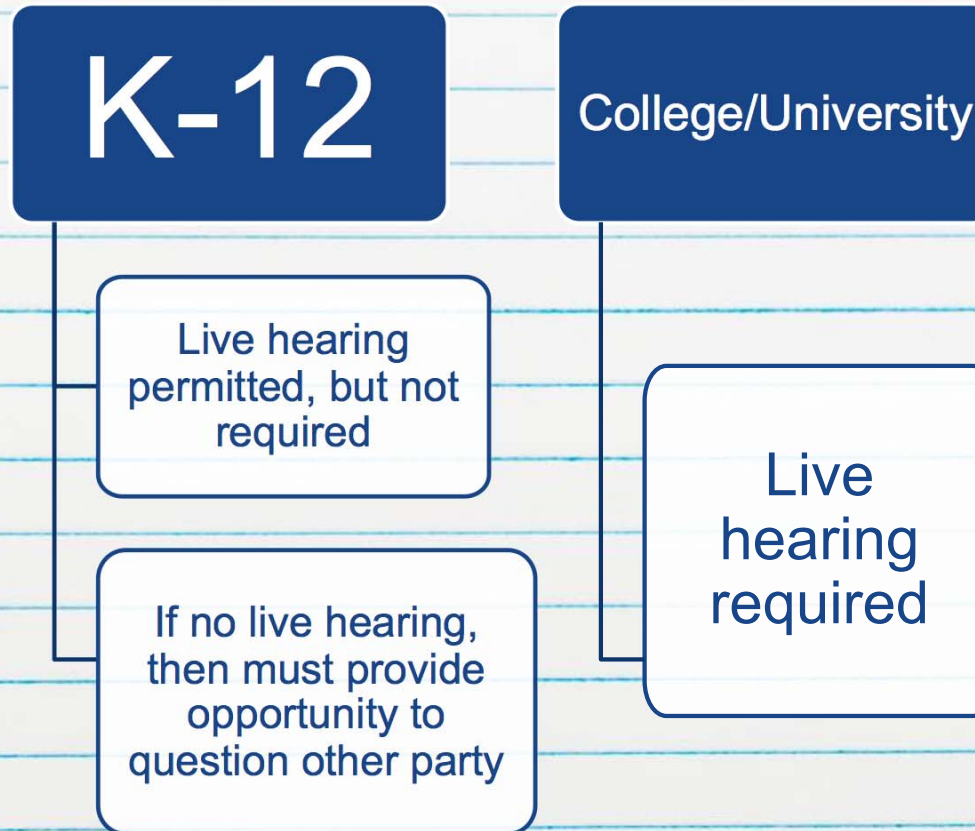 K-12
College/University
Live hearing
permitted, but not
required
If no live hearing,
then must provide
opportunity to
question other party
Live
hearing
required